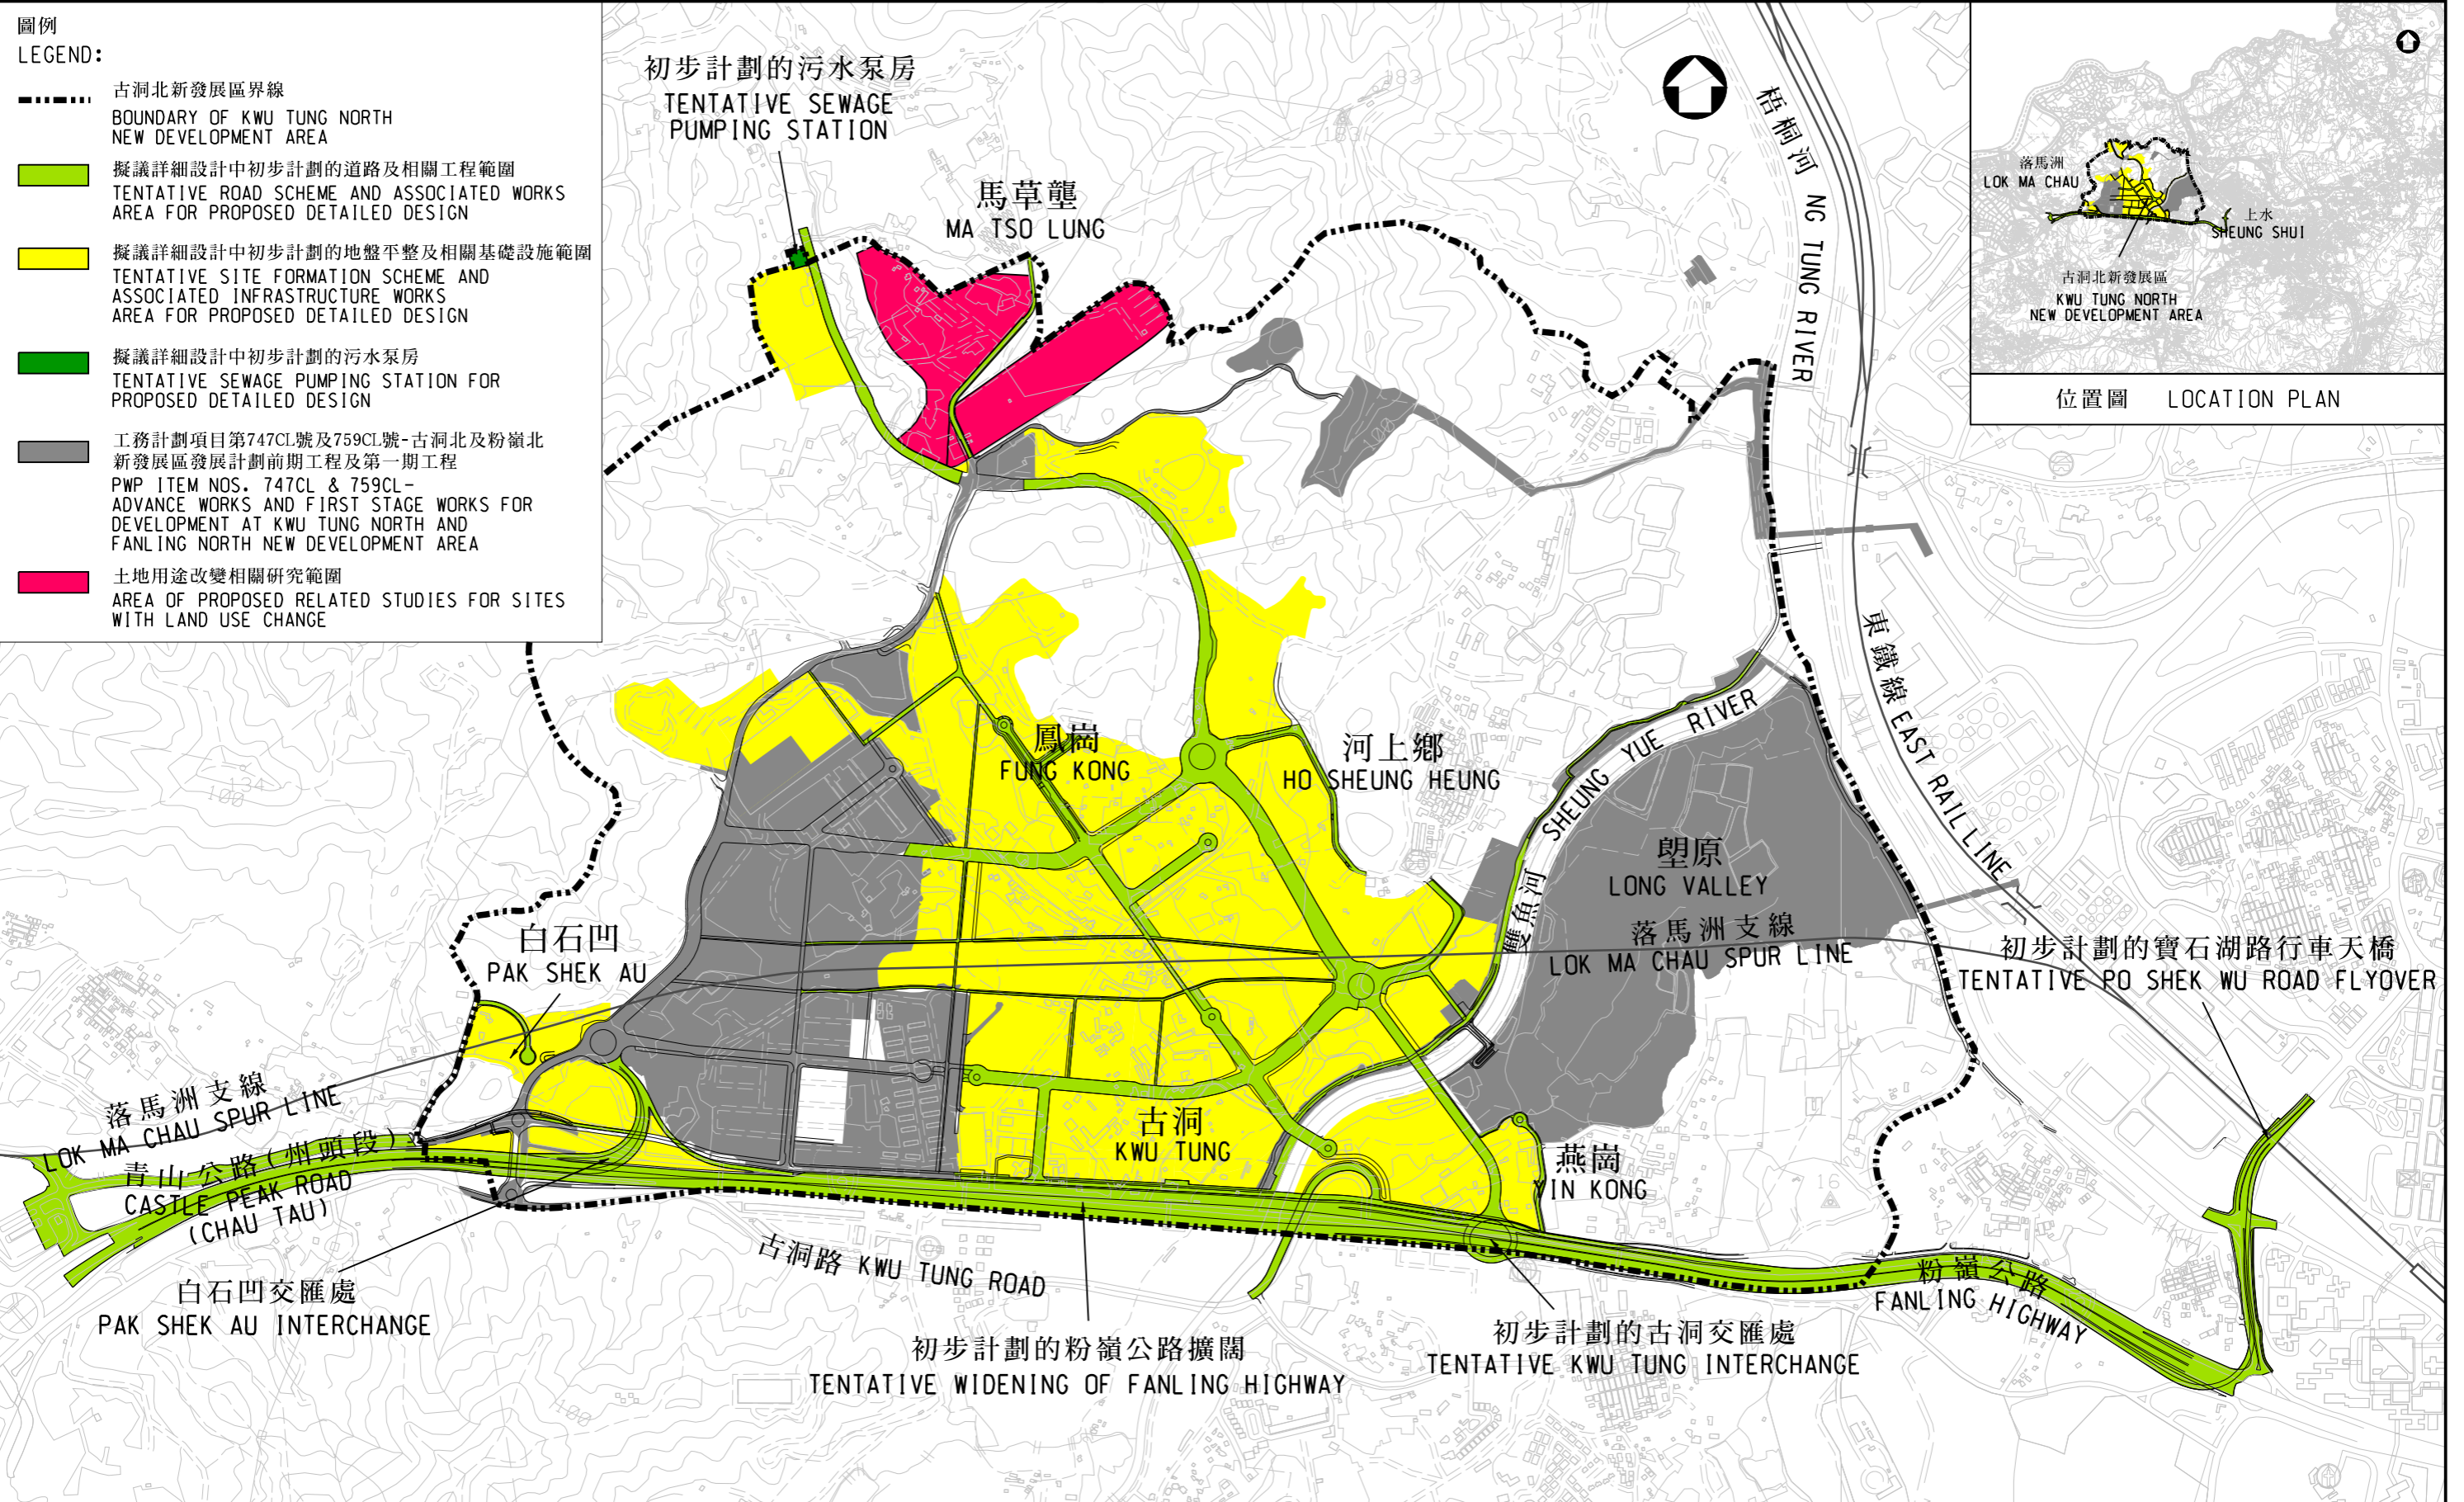 圖例
LEGEND:
古洞北新發展區界線
BOUNDARY OF KWU TUNG NORTH
NEW DEVELOPMENT AREA
擬議詳細設計中初步計劃的道路及相關工程範圍
TENTATIVE ROAD SCHEME AND ASSOCIATED WORKS
AREA FOR PROPOSED DETAILED DESIGN
擬議詳細設計中初步計劃的地盤平整及相關基礎設施範圍
TENTATIVE SITE FORMATION SCHEME AND
ASSOCIATED INFRASTRUCTURE WORKS
AREA FOR PROPOSED DETAILED DESIGN
擬議詳細設計中初步計劃的污水泵房
TENTATIVE SEWAGE PUMPING STATION FOR
PROPOSED DETAILED DESIGN
工務計劃項目第747CL號及759CL號-古洞北及粉嶺北
新發展區發展計劃前期工程及第一期工程
PWP ITEM NOS. 747CL & 759CL-
ADVANCE WORKS AND FIRST STAGE WORKS FOR
DEVELOPMENT AT KWU TUNG NORTH AND
FANLING NORTH NEW DEVELOPMENT AREA
土地用途改變相關研究範圍
AREA OF PROPOSED RELATED STUDIES FOR SITES
WITH LAND USE CHANGE
初步計劃的污水泵房
TENTATIVE SEWAGE
PUMPING STATION
馬草壟
MA TSO LUNG
梧桐河 NG TUNG RIVER
落馬洲
LOK MA CHAU
上水
SHEUNG SHUI
古洞北新發展區
KWU TUNG NORTH
NEW DEVELOPMENT AREA
位置圖 LOCATION PLAN
183
183
100
134
100
東鐵線 EAST RAIL LINE
鳳崗
FUNG KONG
河上鄉
HO SHEUNG HEUNG
雙魚河 SHEUNG YUE RIVER
塱原
LONG VALLEY
落馬洲支線
LOK MA CHAU SPUR LINE
初步計劃的寶石湖路行車天橋
TENTATIVE PO SHEK WU ROAD FLYOVER
白石凹
PAK SHEK AU
落馬洲支線
LOK MA CHAU SPUR LINE
青山公路(州頭段)
CASTLE PEAK ROAD
(CHAU TAU)
古洞
KWU TUNG
燕崗
YIN KONG
16
白石凹交匯處
PAK SHEK AU INTERCHANGE
古洞路 KWU TUNG ROAD
初步計劃的粉嶺公路擴闊
TENTATIVE WIDENING OF FANLING HIGHWAY
初步計劃的古洞交匯處
TENTATIVE KWU TUNG INTERCHANGE
粉嶺公路
FANLING HIGHWAY
100